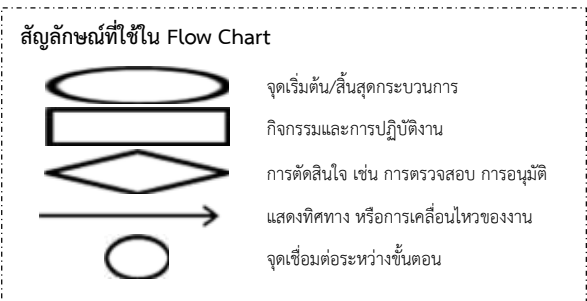 สัญลักษณ์ที่ใช้ใน Flow Chart
จุดเริ่มต้น/สิ้นสุดกระบวนการ
กิจกรรมและการปฏิบัติงาน
การตัดสินใจ เช่น การตรวจสอบ การอนุมัติ
แสดงทิศทาง หรือการเคลื่อนไหวของงาน
จุดเชื่อมต่อระหว่างขั้นตอน